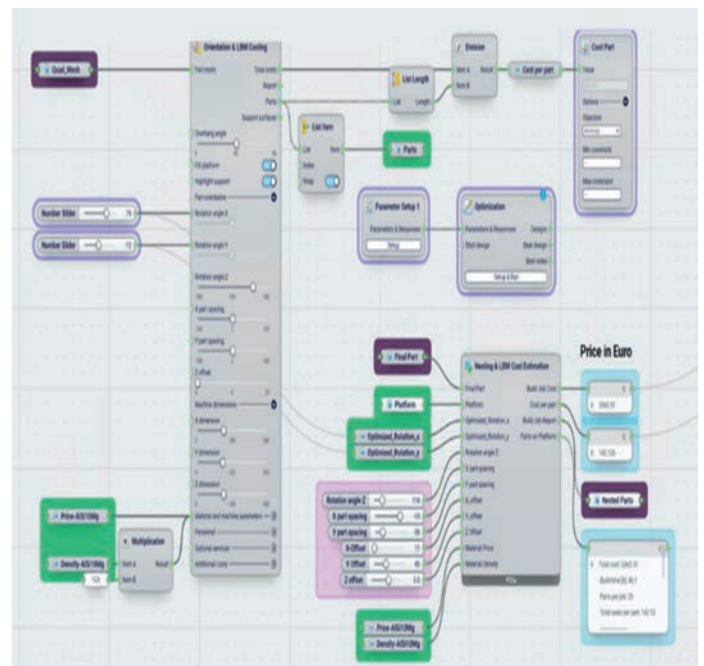 Quad_Mesh
Orientation & LBM Costing
Part mesh
Total costs
Report
Parts
Support surfaces
Overhang angle
Fill platform
Highlight support
Part orientation
Rotation angle X
Rotation angle Y
Rotation angle Z
X part spacing
Y part spacing
Z offset
Machine dimensions
X dimension
Y dimension
Z dimension
Material and machine parameters
Personnel
Optional services
Additional costs
Number Slider
Number Slider
List Length
List
Length
Division
Item A
Result
Item B
Cost per part
Cost Part
Value
Options
Objective
Min constraint
Max constraint
List Item
List
Item
Index
Wrap
Parts
Parameter Setup 1
Parameters & Responses
Setup
Optimization
Parameters & Responses
Designs
Start design
Best design
Best index
Setup & Run
Final Part
Platform
Optimized_Rotation_x
Optimized_Rotation_y
Nesting & LBM Cost Estimation
Final Part
Build Job Cost
Platform
Cost per part
Optimized_Rotation_x
Build Job-Report
Optimized_Rotation_y
Parts on Platform
Rotation angle Z
X part-spacing
Y part-spacing
X_offset
Y_offset
Z Offset
Material Price
Material Density
Price in Euro
Nested Parts
Rotation angle Z
X part spacing
Y part spacing
X-Offset
Y Offset
Z offset
Price-AlSi10Mg
Density-AlSi10Mg
Multiplication
Item A
Result
Item B
Price-AlSi10Mg
Density-AlSi10Mg
Parts per job
Total costs per part